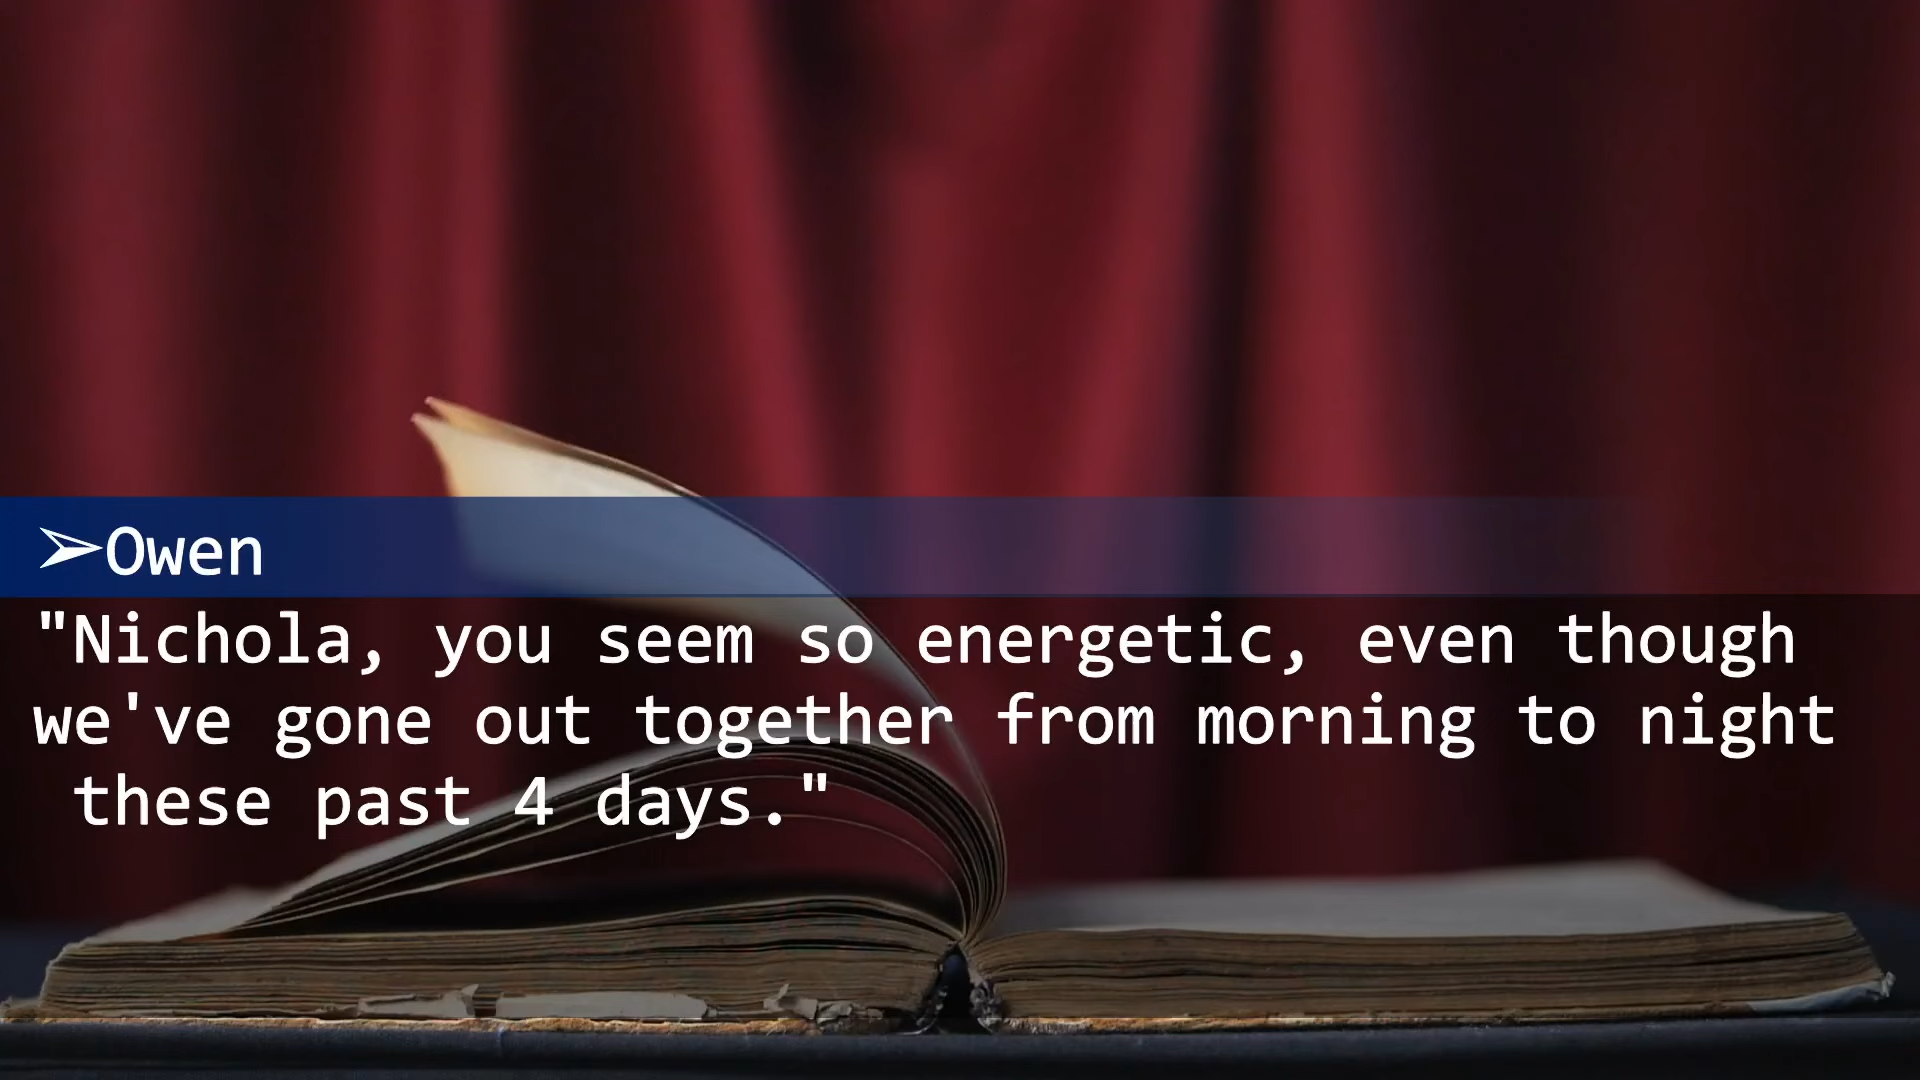 ➢Owen
"Nichola, you seem so energetic, even though
we've gone out together from morning to night
these past 4 days."